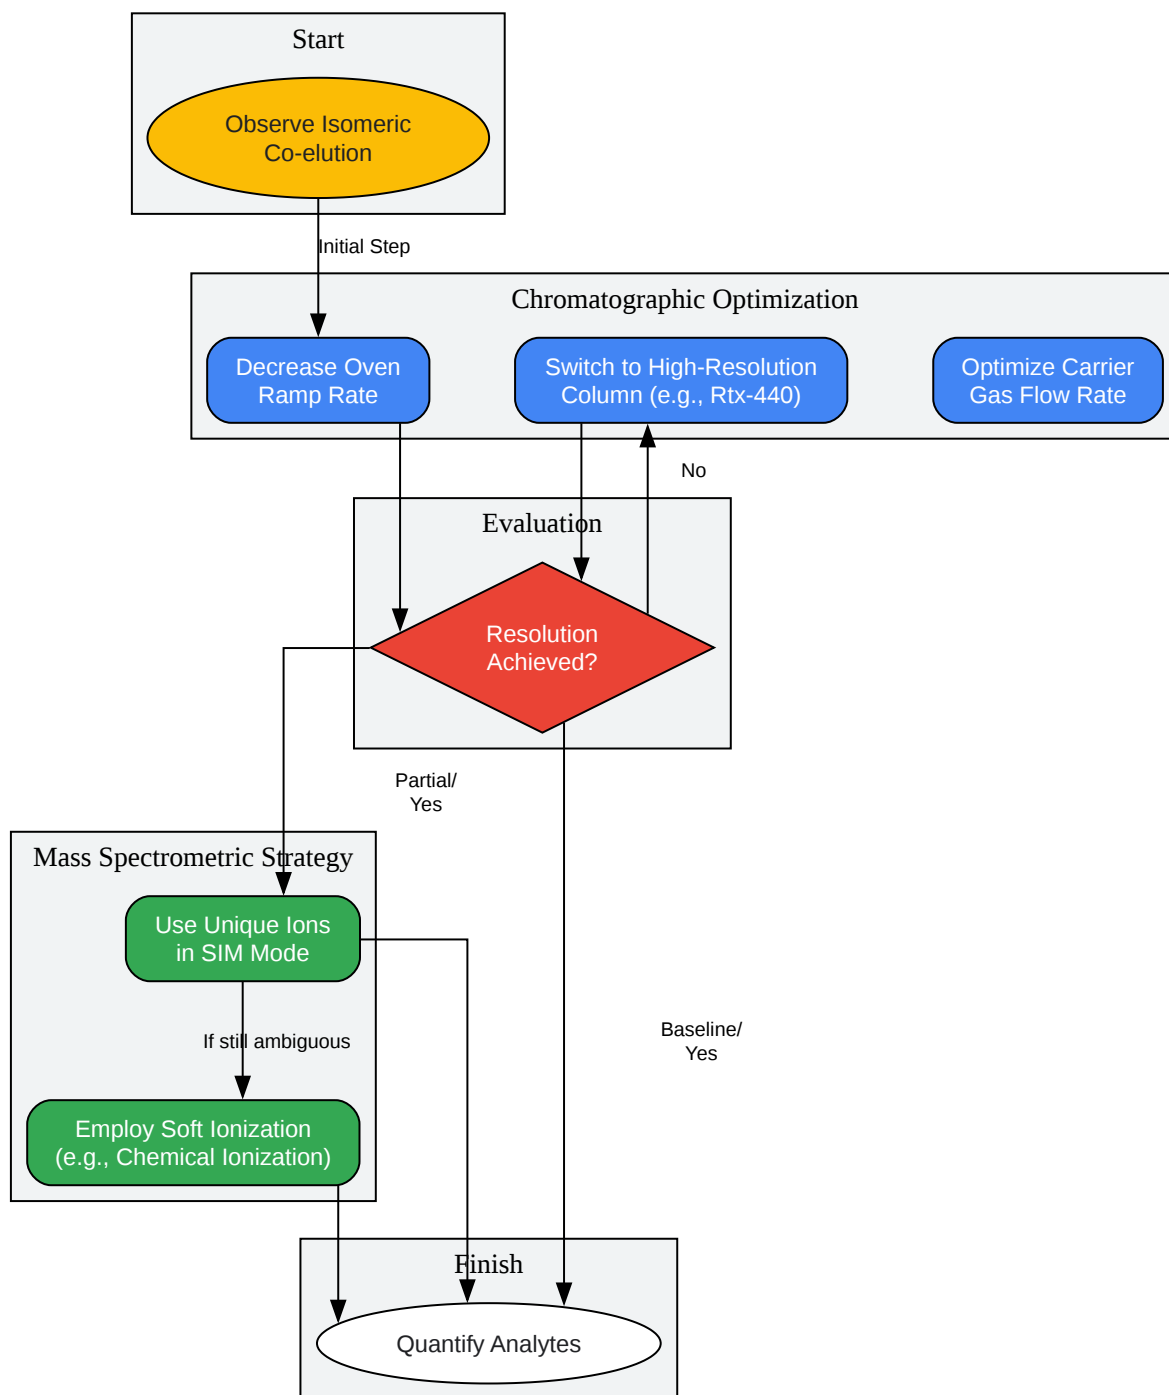 Start
Observe Isomeric
Co-elution
Initial Step
Chromatographic Optimization
Decrease Oven
Ramp Rate
Switch to High-Resolution
Column (e.g., Rtx-440)
Optimize Carrier
Gas Flow Rate
No
Evaluation
Resolution
Achieved?
Partial/
Yes
Mass Spectrometric Strategy
Use Unique Ions
in SIM Mode
If still ambiguous
Baseline/
Yes
Employ Soft Ionization
(e.g., Chemical Ionization)
Finish
Quantify Analytes